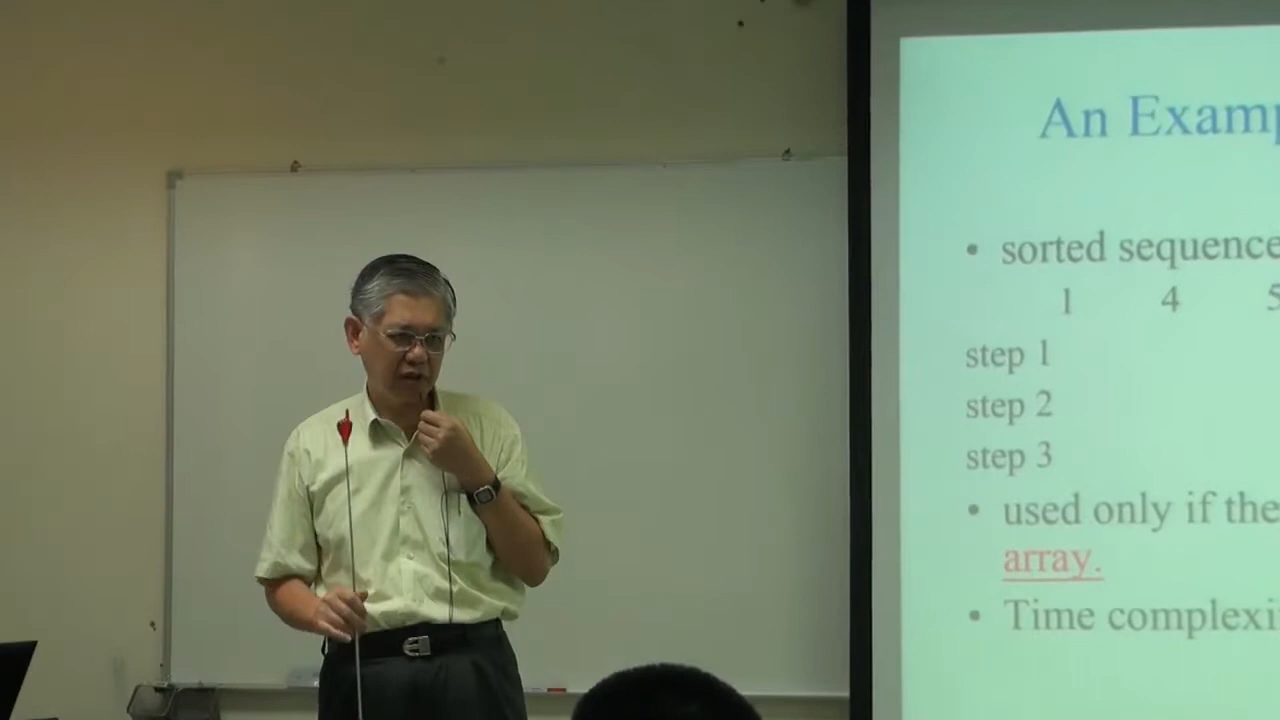 An Examp
• sorted sequence
1 4 5
step 1
step 2
step 3
• used only if the
array.
• Time complexi